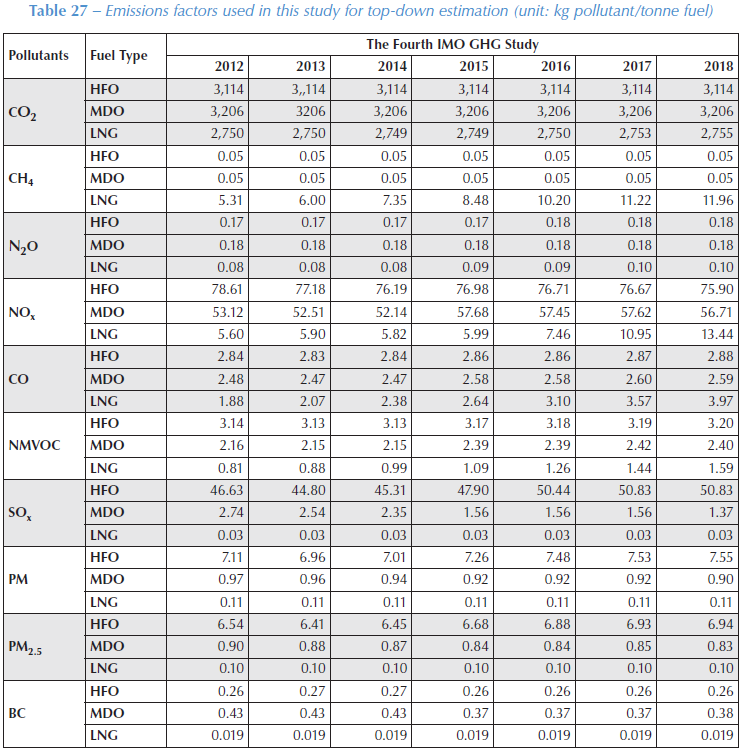 Table 27 – Emissions factors used in this study for top-down estimation (unit: kg pollutant/tonne fuel)
Pollutants Fuel Type The Fourth IMO GHG Study
2012 2013 2014 2015 2016 2017 2018
CO2 HFO 3,114 3,,114 3,114 3,114 3,114 3,114 3,114
MDO 3,206 3206 3,206 3,206 3,206 3,206 3,206
LNG 2,750 2,750 2,749 2,749 2,750 2,753 2,755
CH4 HFO 0.05 0.05 0.05 0.05 0.05 0.05 0.05
MDO 0.05 0.05 0.05 0.05 0.05 0.05 0.05
LNG 5.31 6.00 7.35 8.48 10.20 11.22 11.96
N2O HFO 0.17 0.17 0.17 0.17 0.18 0.18 0.18
MDO 0.18 0.18 0.18 0.18 0.18 0.18 0.18
LNG 0.08 0.08 0.08 0.09 0.09 0.10 0.10
NOx HFO 78.61 77.18 76.19 76.98 76.71 76.67 75.90
MDO 53.12 52.51 52.14 57.68 57.45 57.62 56.71
LNG 5.60 5.90 5.82 5.99 7.46 10.95 13.44
CO HFO 2.84 2.83 2.84 2.86 2.86 2.87 2.88
MDO 2.48 2.47 2.47 2.58 2.58 2.60 2.59
LNG 1.88 2.07 2.38 2.64 3.10 3.57 3.97
NMVOC HFO 3.14 3.13 3.13 3.17 3.18 3.19 3.20
MDO 2.16 2.15 2.15 2.39 2.39 2.42 2.40
LNG 0.81 0.88 0.99 1.09 1.26 1.44 1.59
SOx HFO 46.63 44.80 45.31 47.90 50.44 50.83 50.83
MDO 2.74 2.54 2.35 1.56 1.56 1.56 1.37
LNG 0.03 0.03 0.03 0.03 0.03 0.03 0.03
PM HFO 7.11 6.96 7.01 7.26 7.48 7.53 7.55
MDO 0.97 0.96 0.94 0.92 0.92 0.92 0.90
LNG 0.11 0.11 0.11 0.11 0.11 0.11 0.11
PM2.5 HFO 6.54 6.41 6.45 6.68 6.88 6.93 6.94
MDO 0.90 0.88 0.87 0.84 0.84 0.85 0.83
LNG 0.10 0.10 0.10 0.10 0.10 0.10 0.10
BC HFO 0.26 0.27 0.27 0.26 0.26 0.26 0.26
MDO 0.43 0.43 0.43 0.37 0.37 0.37 0.38
LNG 0.019 0.019 0.019 0.019 0.019 0.019 0.019